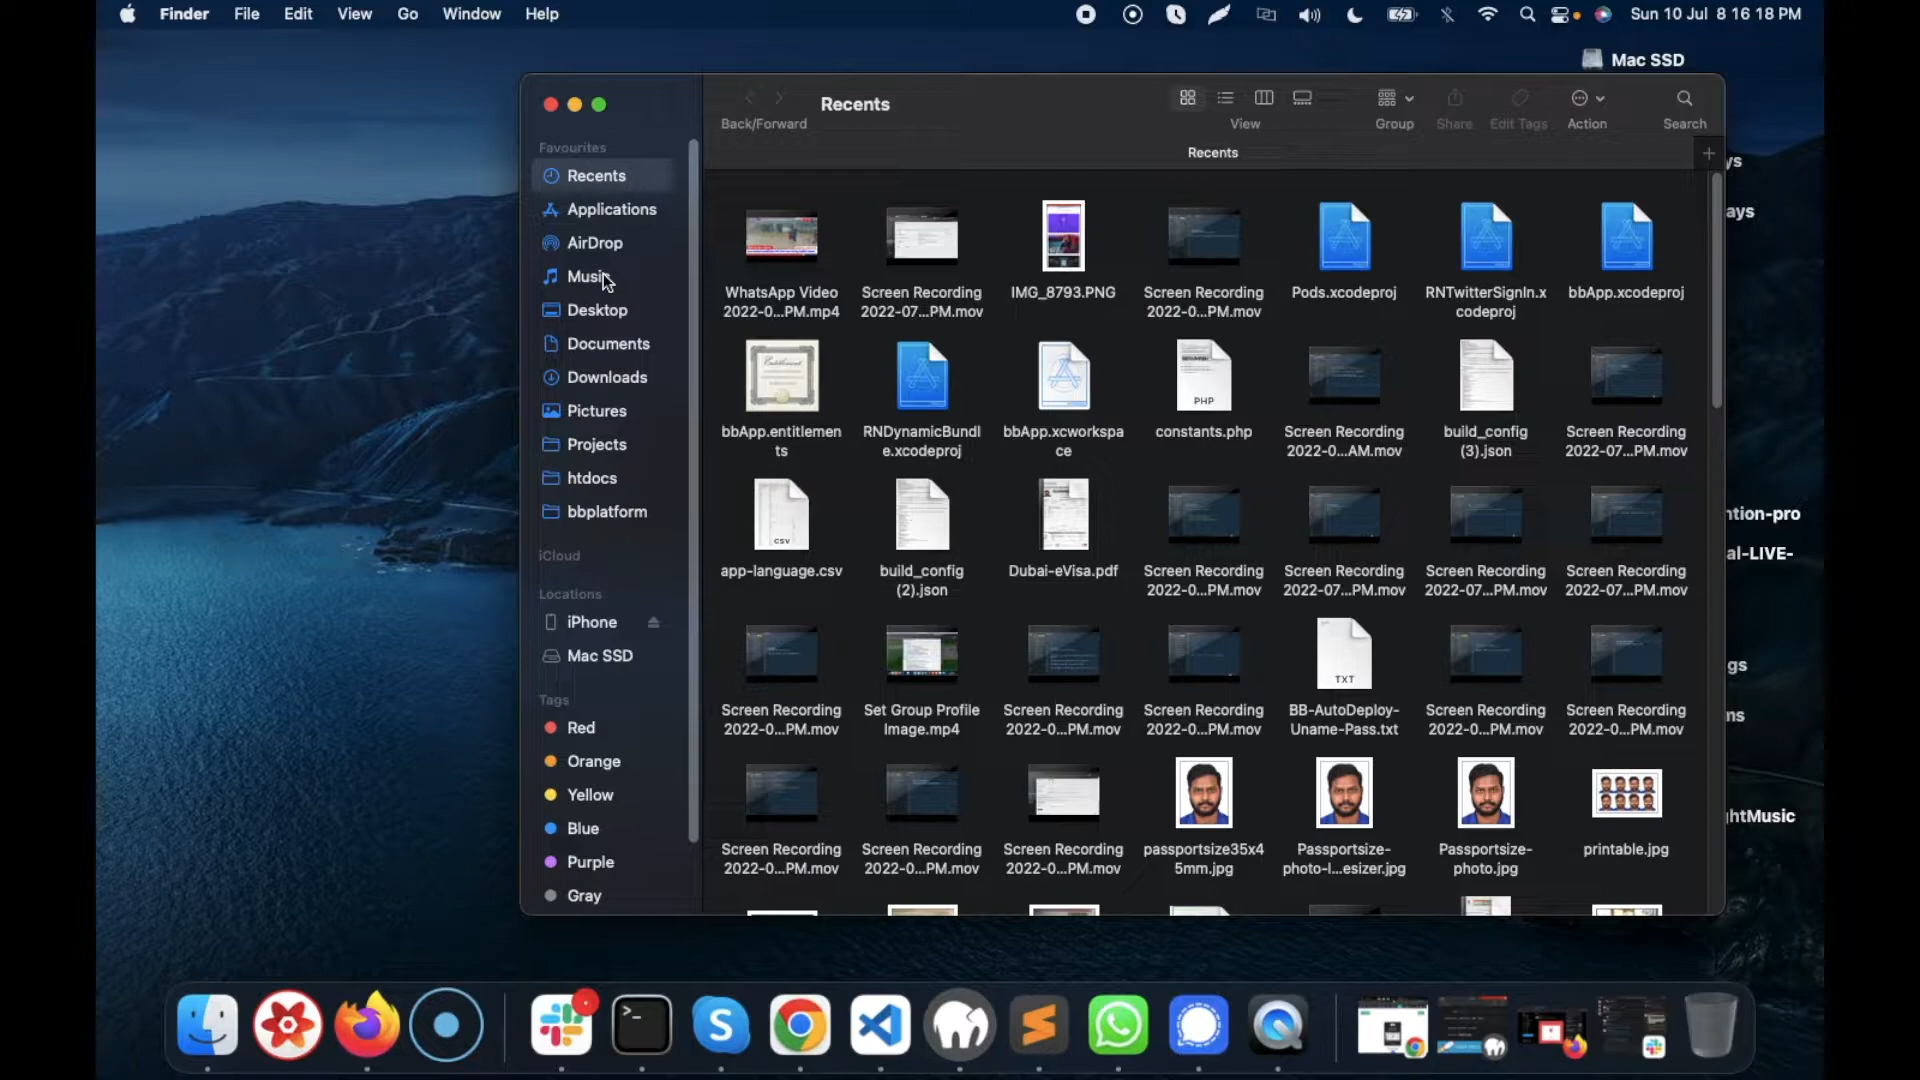 Finder File Edit View Go Window Help
Sun 10 Jul 8 16 18 PM
Mac SSD
Recents
Back/Forward
View
Group
Share
Edit Tags
Action
Search
Recents
Favourites
Recents
Applications
AirDrop
Music
Desktop
Documents
Downloads
Pictures
Projects
htdocs
bbplatform
iCloud
Locations
iPhone
Mac SSD
Tags
Red
Orange
Yellow
Blue
Purple
Gray
WhatsApp Video
2022-0...PM.mp4
Screen Recording
2022-07...PM.mov
IMG_8793.PNG
Screen Recording
2022-0...PM.mov
Pods.xcodeproj
RNTwitterSignIn.x
codeproj
bbApp.xcodeproj
bbApp.entitlemen
ts
RNDynamicBundl
e.xcodeproj
bbApp.xcworkspa
ce
PHP
constants.php
Screen Recording
2022-0...AM.mov
build_config
(3).json
Screen Recording
2022-07...PM.mov
CSV
app-language.csv
build_config
(2).json
Dubai-eVisa.pdf
Screen Recording
2022-0...PM.mov
Screen Recording
2022-07...PM.mov
Screen Recording
2022-07...PM.mov
Screen Recording
2022-07...PM.mov
Screen Recording
2022-0...PM.mov
Set Group Profile
Image.mp4
Screen Recording
2022-0...PM.mov
Screen Recording
2022-0...PM.mov
TXT
BB-AutoDeploy-
Uname-Pass.txt
Screen Recording
2022-0...PM.mov
Screen Recording
2022-0...PM.mov
Screen Recording
2022-0...PM.mov
Screen Recording
2022-0...PM.mov
Screen Recording
2022-0...PM.mov
passportsize35x4
5mm.jpg
Passportsize-
photo-l...esizer.jpg
Passportsize-
photo.jpg
printable.jpg
ys
ays
ntion-pro
al-LIVE-
gs
ns
htMusic